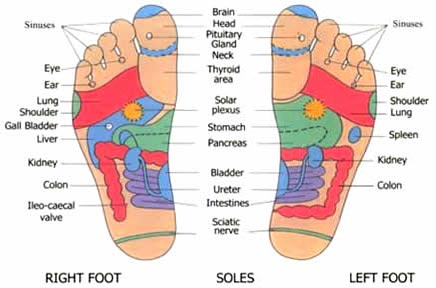 Sinuses
Eye
Ear
Lung
Shoulder
Gall Bladder
Liver
Kidney
Colon
Ileo-caecal
valve
Brain
Head
Pituitary
Gland
Neck
Thyroid
area
Solar
plexus
Stomach
Pancreas
Bladder
Ureter
Intestines
Sciatic
nerve
Sinuses
Eye
Ear
Shoulder
Lung
Spleen
Kidney
Colon
RIGHT FOOT
SOLES
LEFT FOOT